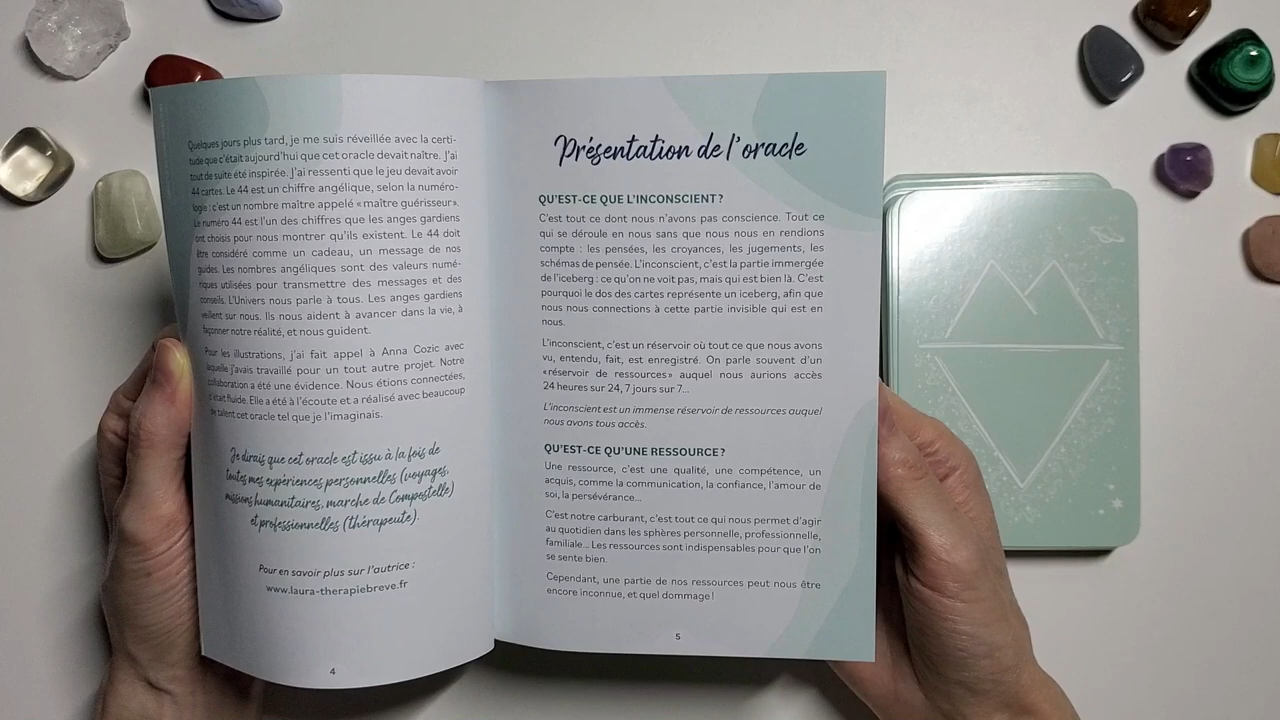 Quelques jours plus tard, je me suis réveillée avec la certi-
tude que c'était aujourd'hui que cet oracle devait naître. J'ai
tout de suite été inspirée. J'ai ressenti que le jeu devait avoir
44 cartes. Le 44 est un chiffre angélique, selon la numéro-
logie : c'est un nombre maître appelé « maître guérisseur ».
Le numéro 44 est l'un des chiffres que les anges gardiens
ont choisis pour nous montrer qu'ils existent. Le 44 doit
être considéré comme un cadeau, un message de nos
guides. Les nombres angéliques sont des valeurs numé-
riques utilisées pour transmettre des messages et des
conseils. L'Univers nous parle à tous. Les anges gardiens
veillent sur nous. Ils nous aident à avancer dans la vie, à
façonner notre réalité, et nous guident.
Pour les illustrations, j'ai fait appel à Anna Cozic avec
laquelle j'avais travaillé pour un tout autre projet. Notre
collaboration a été une évidence. Nous étions connectées,
c'était fluide. Elle a été à l'écoute et a réalisé avec beaucoup
de talent cet oracle tel que je l'imaginais.
Je dirais que cet oracle est issu à la fois de
toutes mes expériences personnelles (voyages,
missions humanitaires, marche de Compostelle)
et professionnelles (thérapeute).
Pour en savoir plus sur l'autrice :
www.laura-therapiebreve.fr
4
Présentation de l'oracle
QU'EST-CE QUE L'INCONSCIENT ?
C'est tout ce dont nous n'avons pas conscience. Tout ce
qui se déroule en nous sans que nous nous en rendions
compte : les pensées, les croyances, les jugements, les
schémas de pensée. L'inconscient, c'est la partie immergée
de l'iceberg : ce qu'on ne voit pas, mais qui est bien là. C'est
pourquoi le dos des cartes représente un iceberg, afin que
nous nous connections à cette partie invisible qui est en
nous.
L'inconscient, c'est un réservoir où tout ce que nous avons
vu, entendu, fait, est enregistré. On parle souvent d'un
« réservoir de ressources » auquel nous aurions accès
24 heures sur 24, 7 jours sur 7...
L'inconscient est un immense réservoir de ressources auquel
nous avons tous accès.
QU'EST-CE QU'UNE RESSOURCE ?
Une ressource, c'est une qualité, une compétence, un
acquis, comme la communication, la confiance, l'amour de
soi, la persévérance...
C'est notre carburant, c'est tout ce qui nous permet d'agir
au quotidien dans les sphères personnelle, professionnelle,
familiale... Les ressources sont indispensables pour que l'on
se sente bien.
Cependant, une partie de nos ressources peut nous être
encore inconnue, et quel dommage !
5